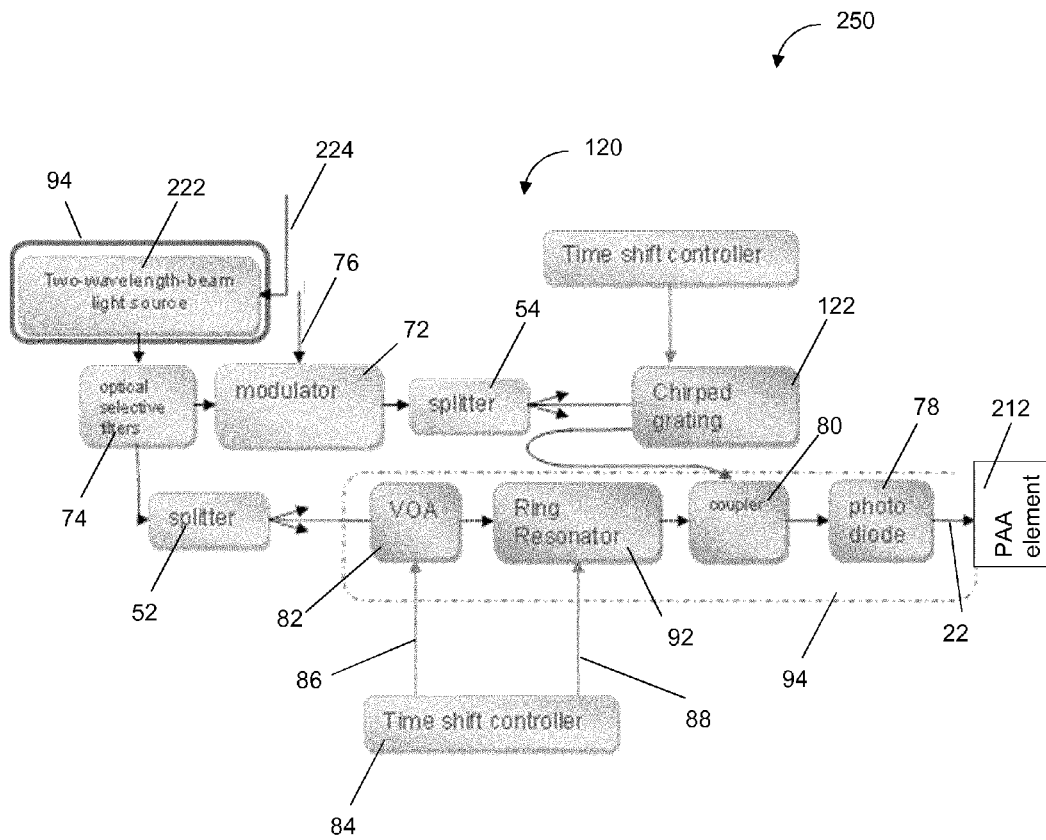 250
120
94
222
224
Two-wavelength-beam
light source
76
Time shift controller
72
54
122
optical
selective
filters
modulator
splitter
Chirped
grating
80
78
212
74
splitter
VOA
Ring
Resonator
coupler
photo
diode
PAA
element
52
82
92
94
22
86
88
Time shift controller
84